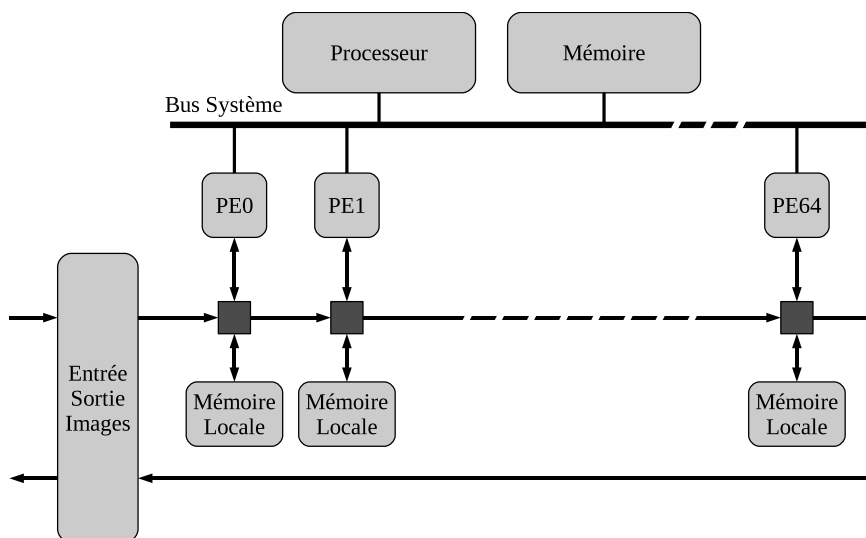 Processeur
Mémoire
Bus Système
PE0
PE1
PE64
Entrée
Sortie
Images
Mémoire
Locale
Mémoire
Locale
Mémoire
Locale